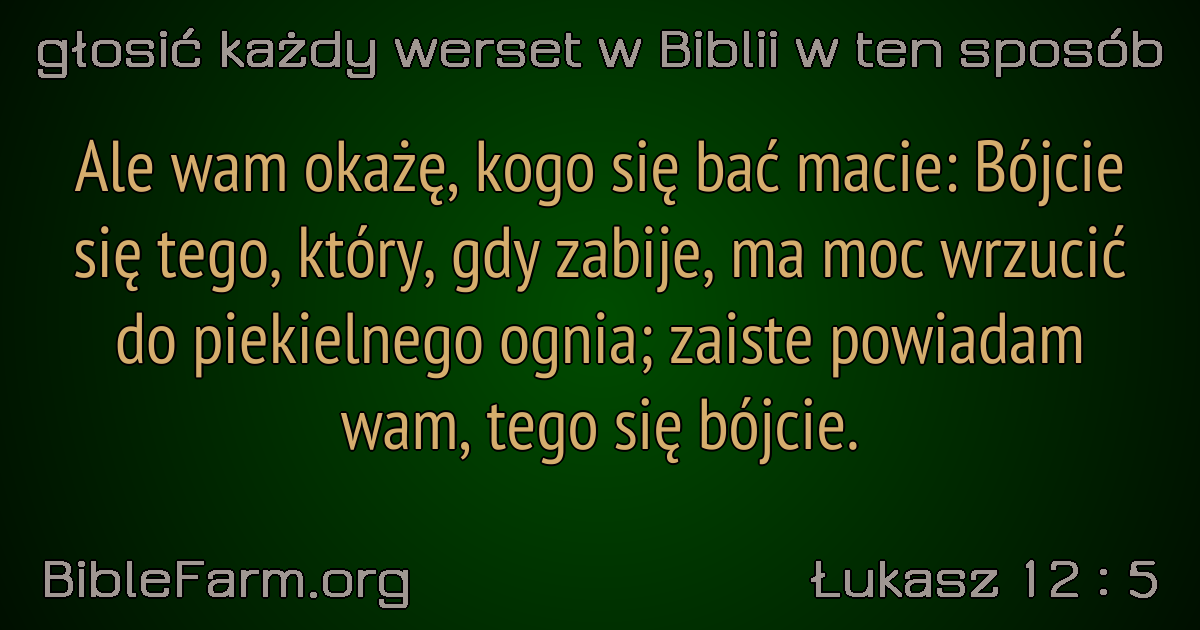 głosić każdy werset w Biblii w ten sposób
Ale wam okażę, kogo się bać macie: Bójcie
się tego, który, gdy zabije, ma moc wrzucić
do piekielnego ognia; zaiste powiadam
wam, tego się bójcie.
BibleFarm.org
Łukasz 12 : 5